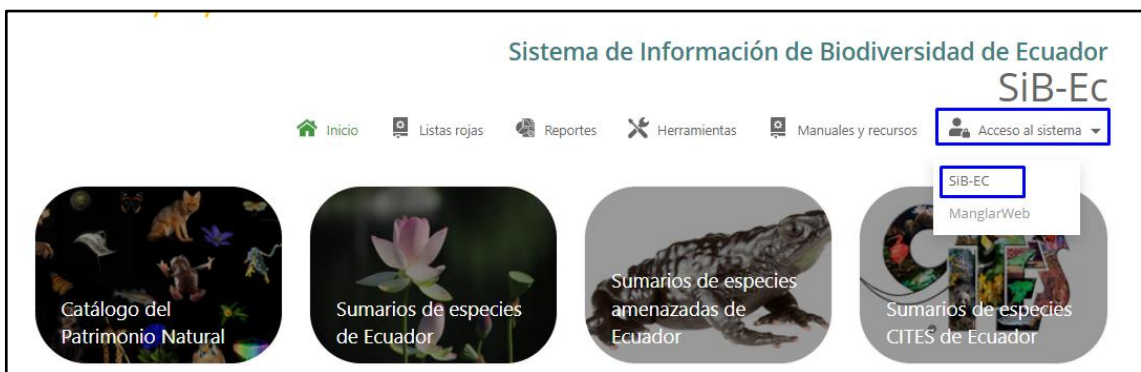 Sistema de Información de Biodiversidad de Ecuador
SiB-Ec
Inicio Listas rojas Reportes Herramientas Manuales y recursos Acceso al sistema
SiB-EC
ManglarWeb
Catálogo del
Patrimonio Natural
Sumarios de especies
de Ecuador
Sumarios de especies
amenazadas de
Ecuador
CITES
Sumarios de especies
CITES de Ecuador